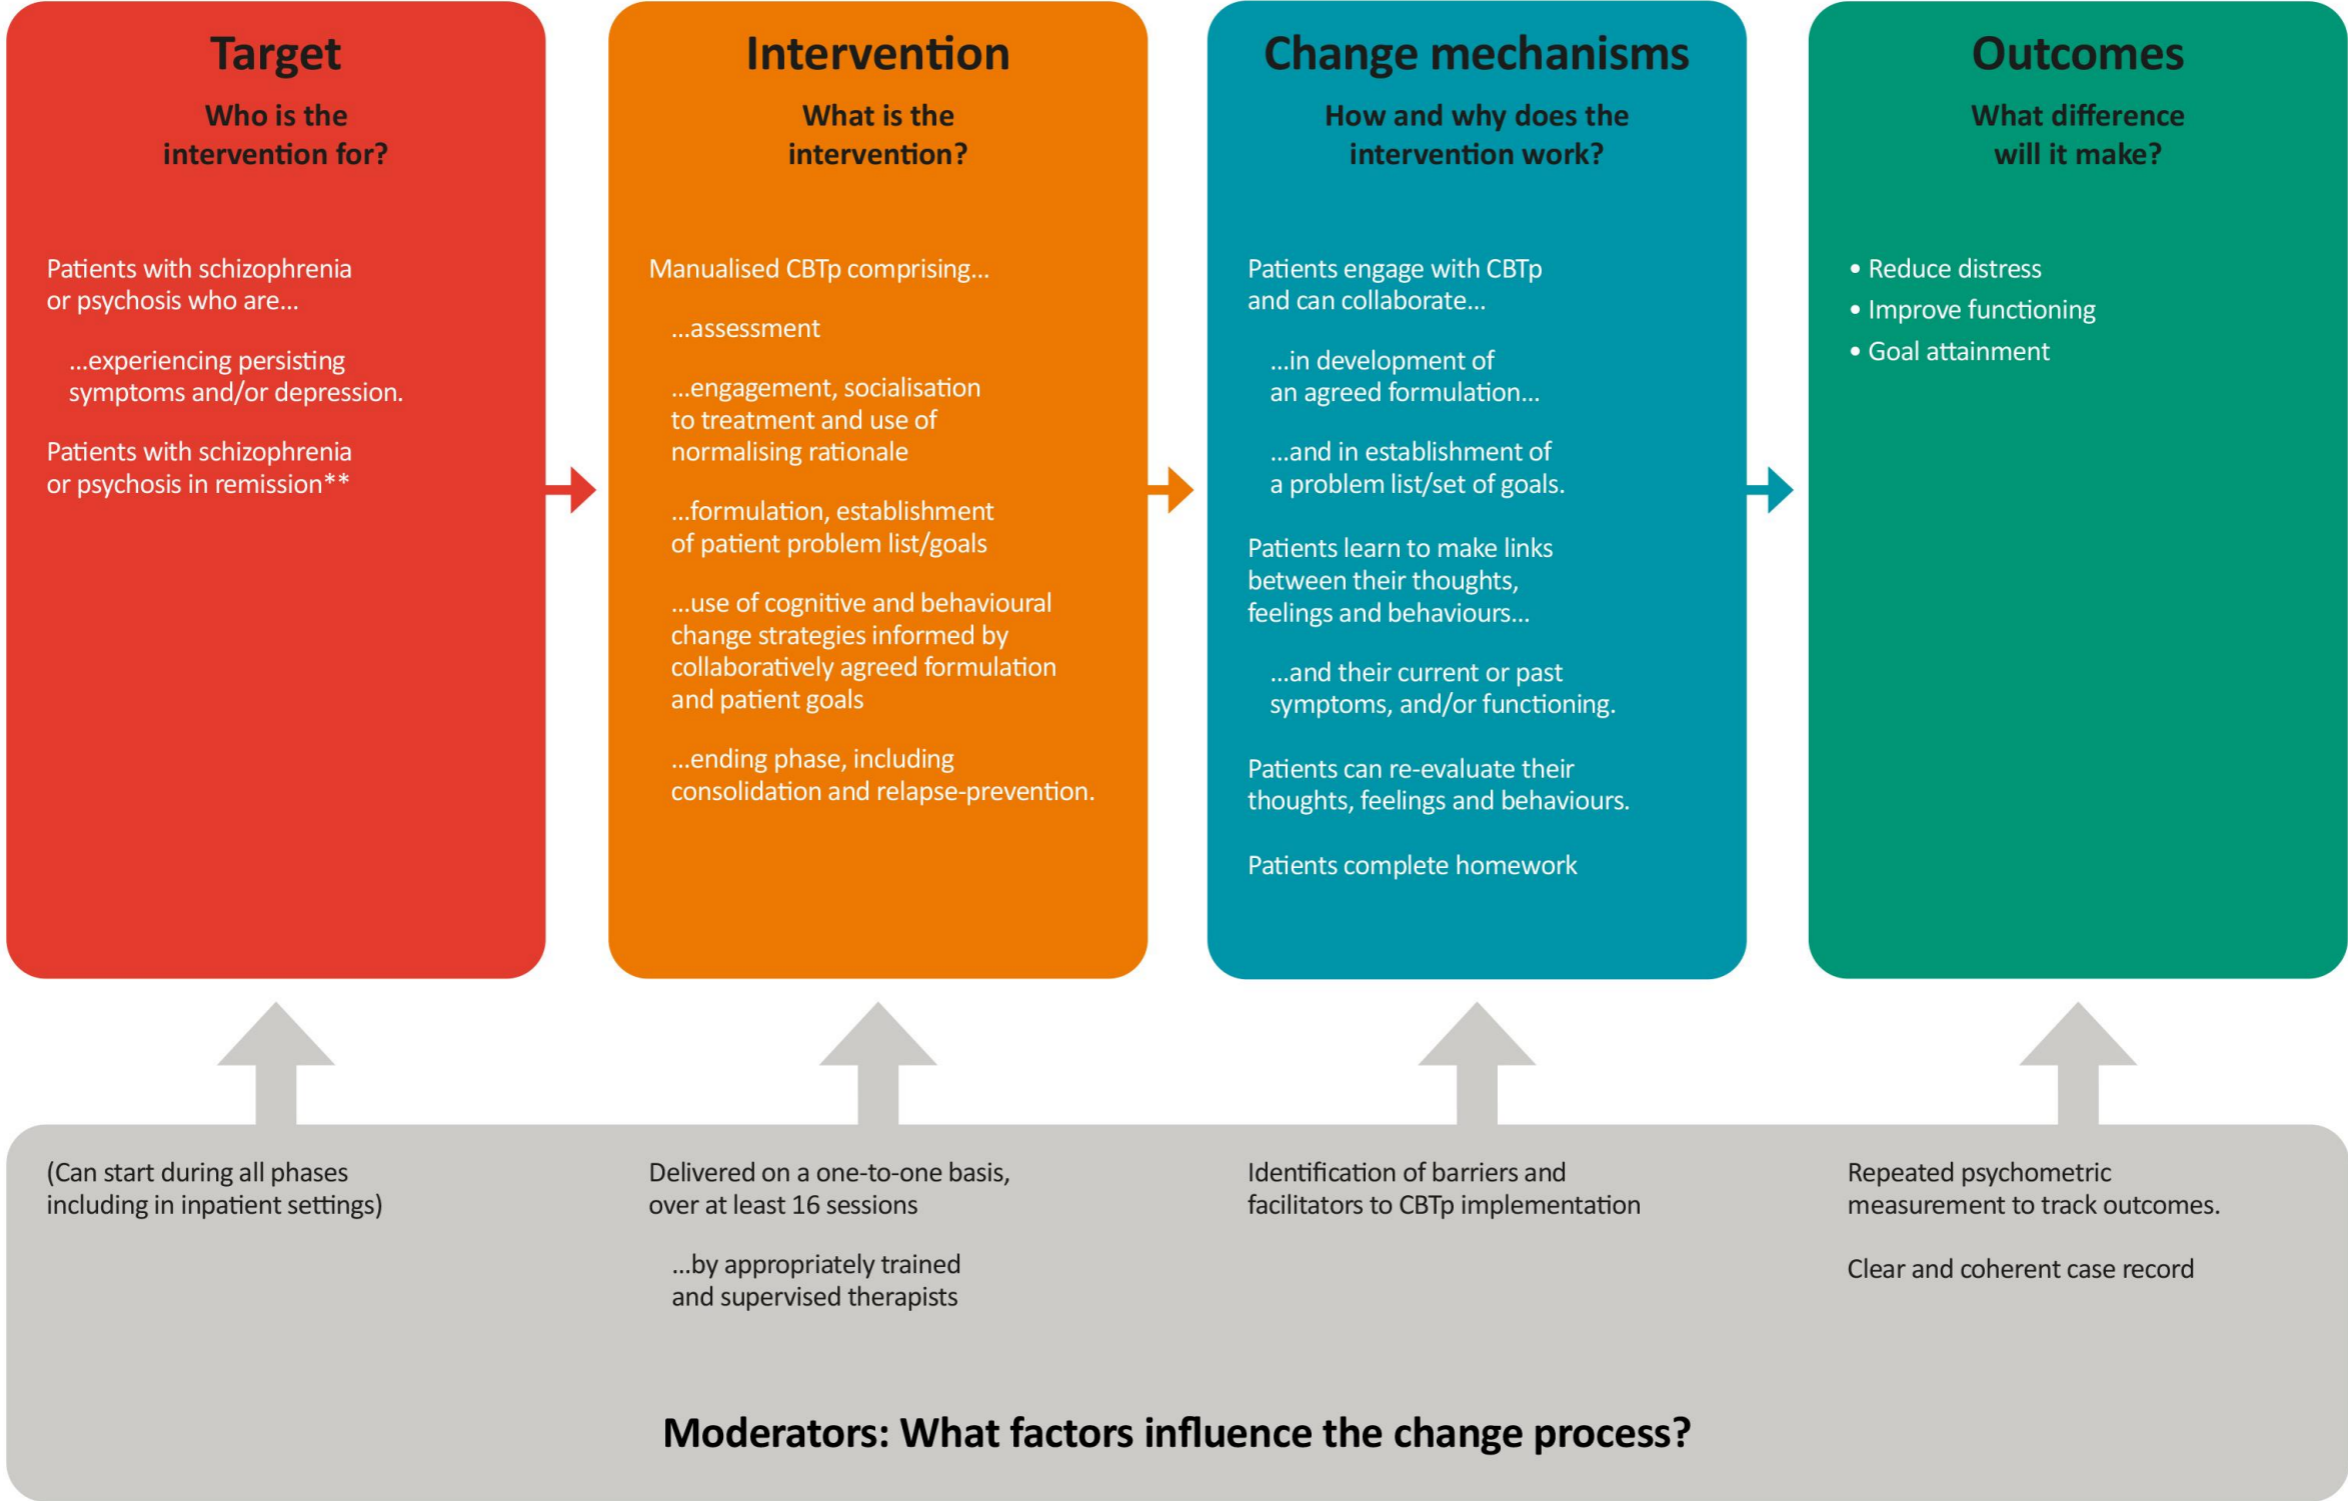 Target
Who is the
intervention for?
Patients with schizophrenia
or psychosis who are...
...experiencing persisting
symptoms and/or depression.
Patients with schizophrenia
or psychosis in remission**
Intervention
What is the
intervention?
Manualised CBTp comprising...
...assessment
...engagement, socialisation
to treatment and use of
normalising rationale
...formulation, establishment
of patient problem list/goals
...use of cognitive and behavioural
change strategies informed by
collaboratively agreed formulation
and patient goals
...ending phase, including
consolidation and relapse-prevention.
Change mechanisms
How and why does the
intervention work?
Patients engage with CBTp
and can collaborate...
...in development of
an agreed formulation...
...and in establishment of
a problem list/set of goals.
Patients learn to make links
between their thoughts,
feelings and behaviours...
...and their current or past
symptoms, and/or functioning.
Patients can re-evaluate their
thoughts, feelings and behaviours.
Patients complete homework
Outcomes
What difference
will it make?
• Reduce distress
• Improve functioning
• Goal attainment
(Can start during all phases
including in inpatient settings)
Delivered on a one-to-one basis,
over at least 16 sessions
...by appropriately trained
and supervised therapists
Identification of barriers and
facilitators to CBTp implementation
Repeated psychometric
measurement to track outcomes.
Clear and coherent case record
Moderators: What factors influence the change process?